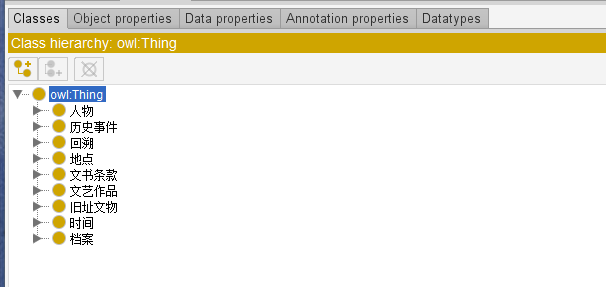 Classes Object properties Data properties Annotation properties Datatypes
Class hierarchy: owl:Thing
owl:Thing
人物
历史事件
回溯
地点
文书条款
文艺作品
旧址文物
时间
档案